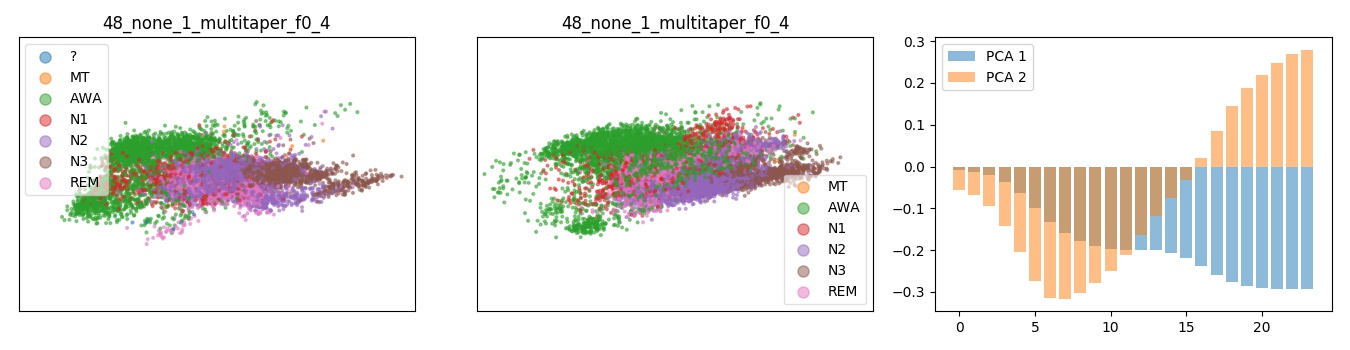 48_none_1_multitaper_f0_4
?
MT
AWA
N1
N2
N3
REM
48_none_1_multitaper_f0_4
MT
AWA
N1
N2
N3
REM
PCA 1
PCA 2
0.3
0.2
0.1
0.0
−0.1
−0.2
−0.3
0
5
10
15
20